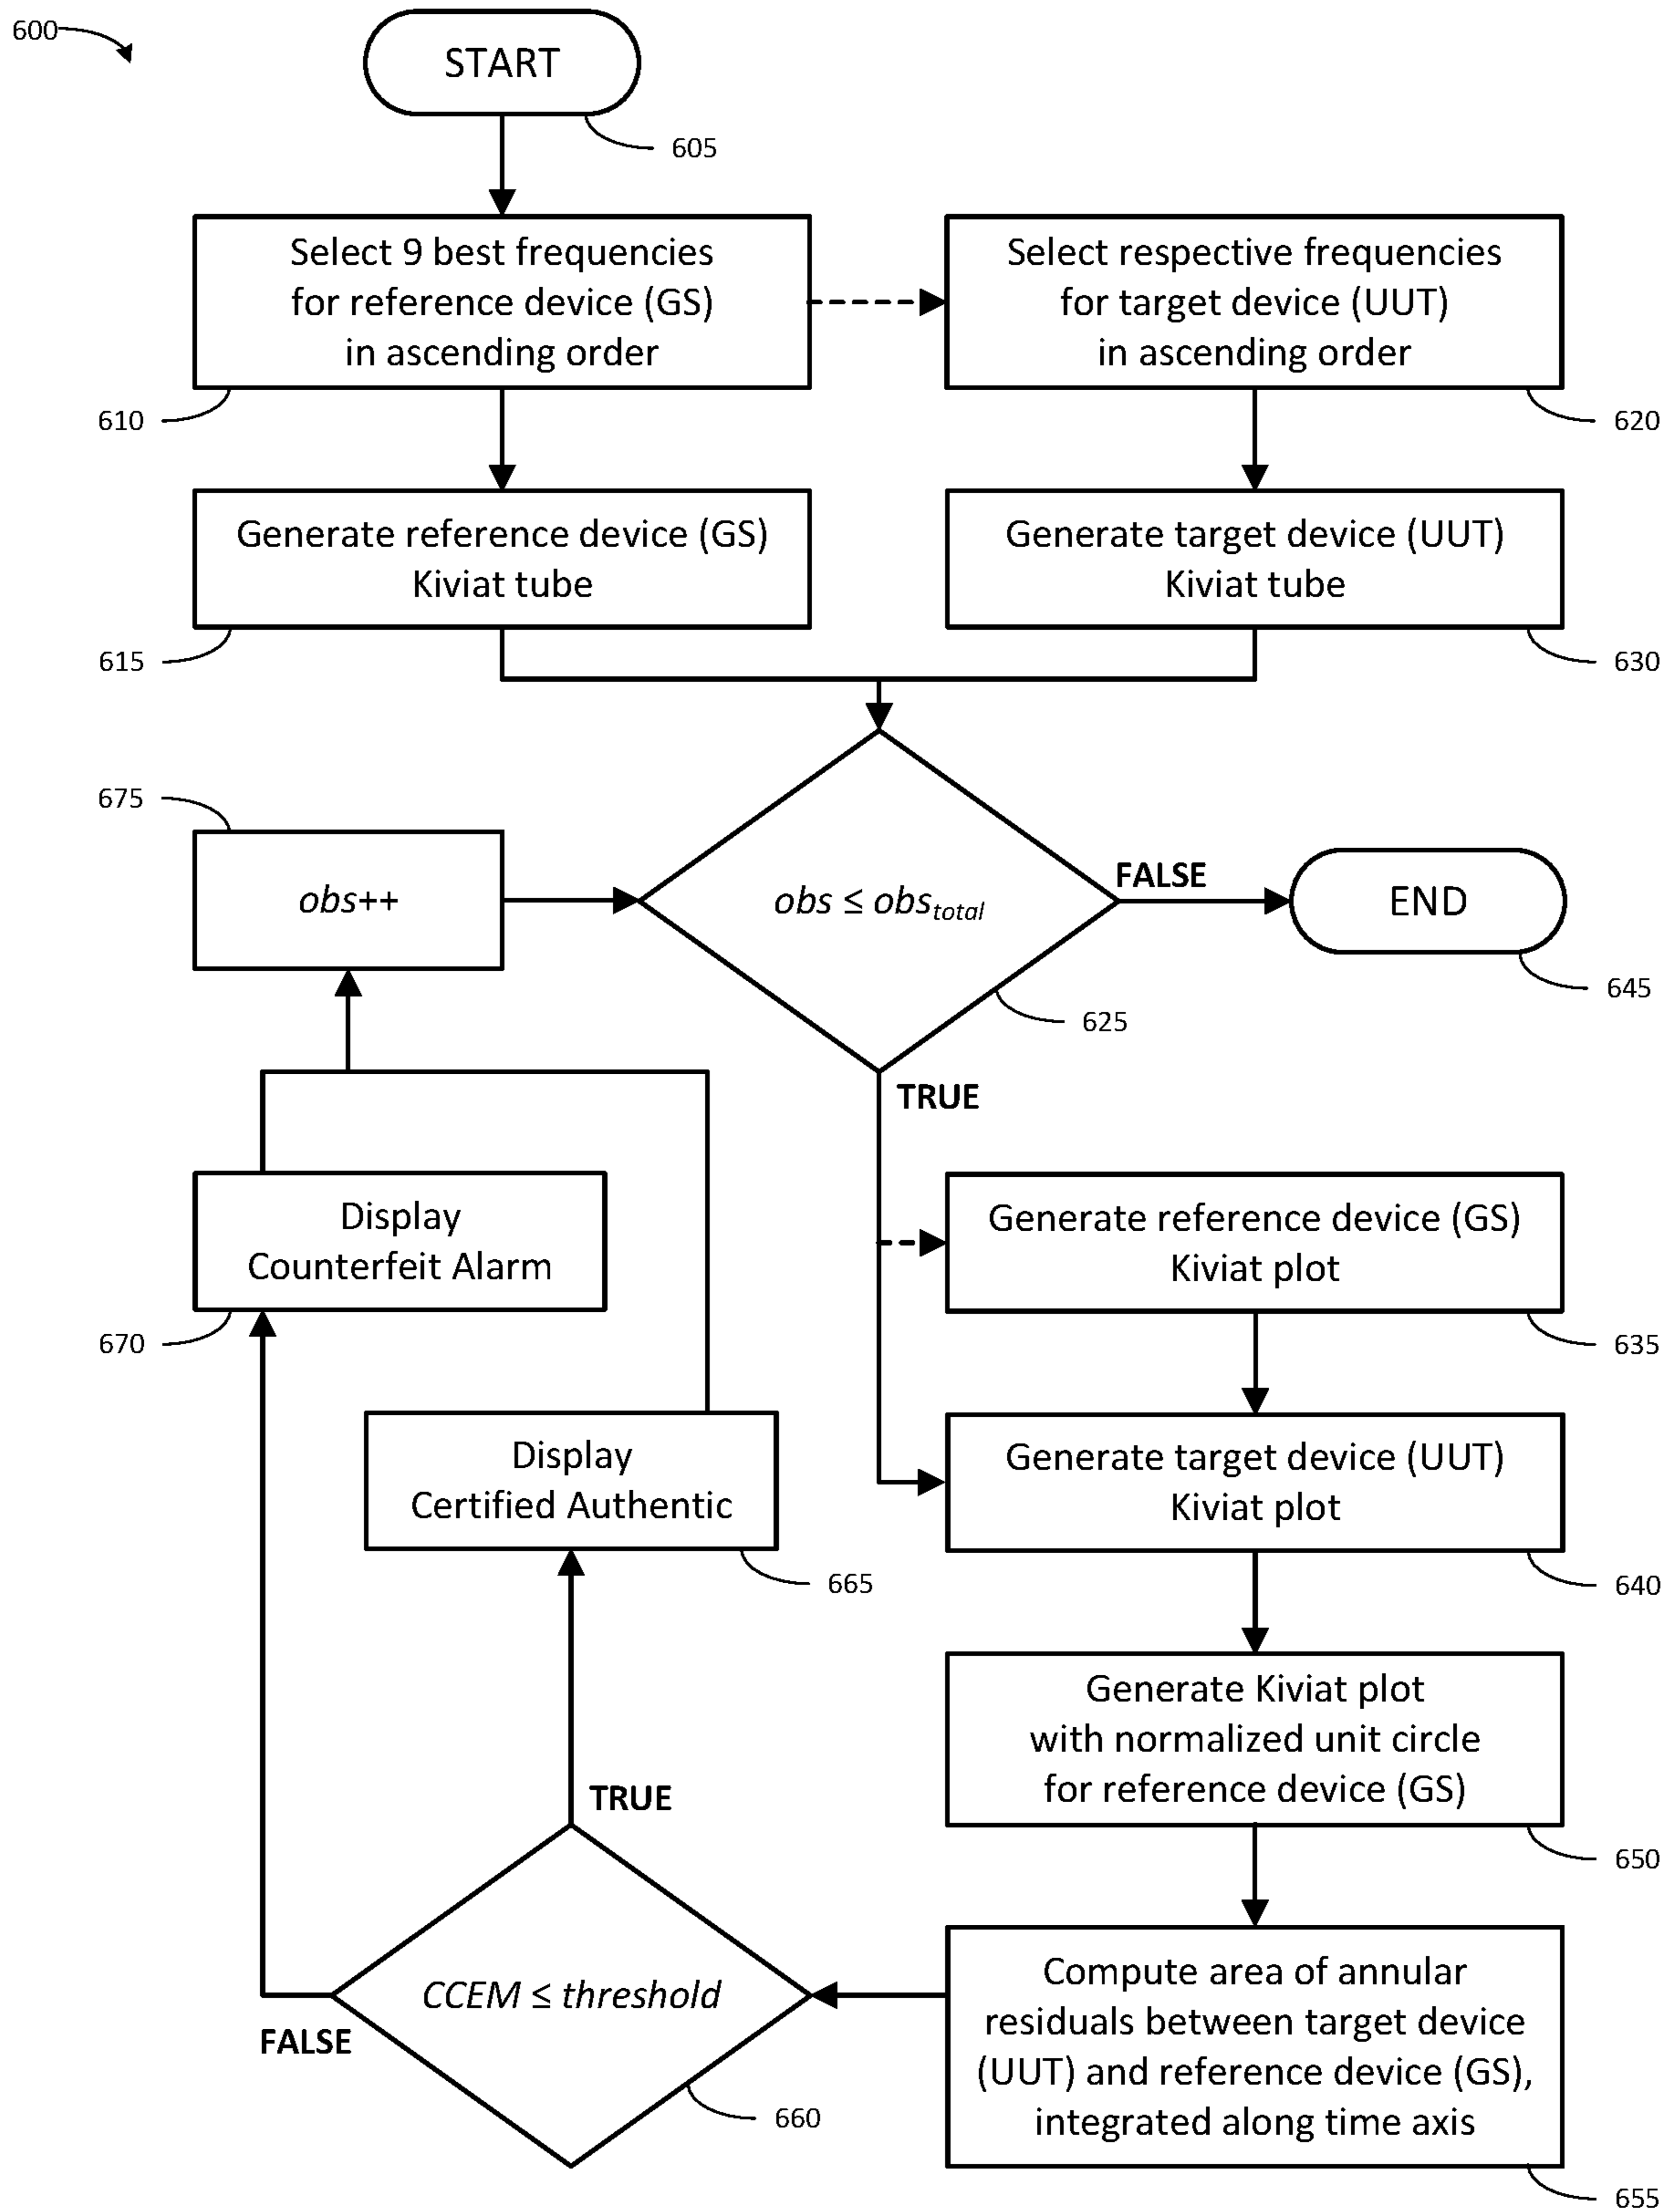 600
START
605
Select 9 best frequencies
for reference device (GS)
in ascending order
610
Select respective frequencies
for target device (UUT)
in ascending order
620
Generate reference device (GS)
Kiviat tube
615
Generate target device (UUT)
Kiviat tube
630
675
obs++
obs ≤ obstotal
625
FALSE
END
645
TRUE
Generate reference device (GS)
Kiviat plot
635
Display
Counterfeit Alarm
670
Display
Certified Authentic
665
Generate target device (UUT)
Kiviat plot
640
Generate Kiviat plot
with normalized unit circle
for reference device (GS)
650
TRUE
CCEM ≤ threshold
FALSE
660
Compute area of annular
residuals between target device
(UUT) and reference device (GS),
integrated along time axis
655